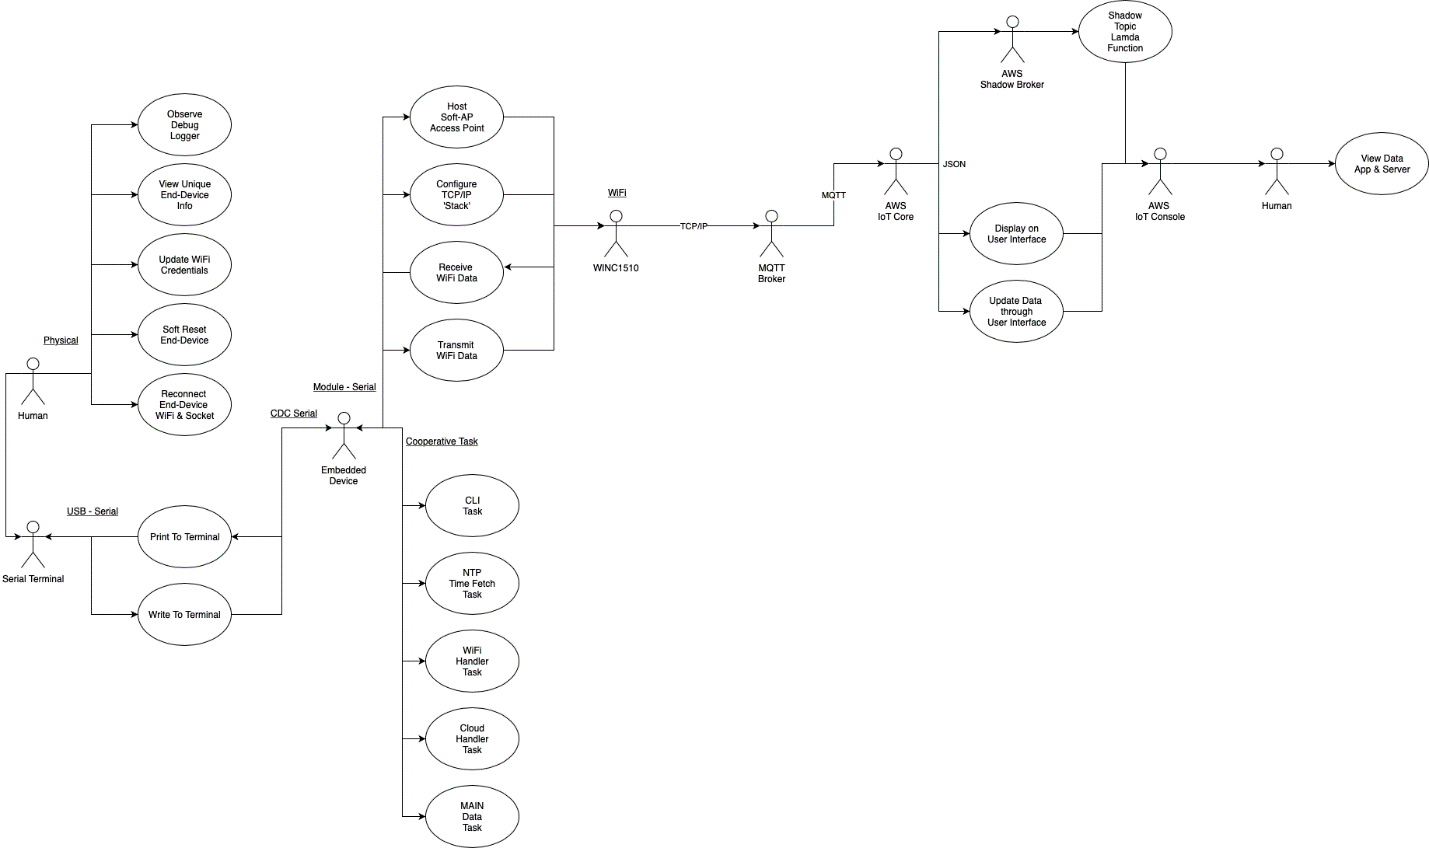 Shadow
Topic
Lamda
Function
AWS
Shadow Broker
Observe
Debug
Logger
View Unique
End-Device
Info
Update WiFi
Credentials
Soft Reset
End-Device
Reconnect
End-Device
WiFi & Socket
Physical
Human
USB - Serial
Serial Terminal
Print To Terminal
Write To Terminal
Host
Soft-AP
Access Point
Configure
TCP/IP
'Stack'
Receive
WiFi Data
Transmit
WiFi Data
Module - Serial
CDC Serial
Embedded
Device
Cooperative Task
CLI
Task
NTP
Time Fetch
Task
WiFi
Handler
Task
Cloud
Handler
Task
MAIN
Data
Task
WiFi
WINC1510
TCP/IP
MQTT
Broker
MQTT
AWS
IoT Core
JSON
Display on
User Interface
Update Data
through
User Interface
AWS
IoT Console
Human
View Data
App & Server